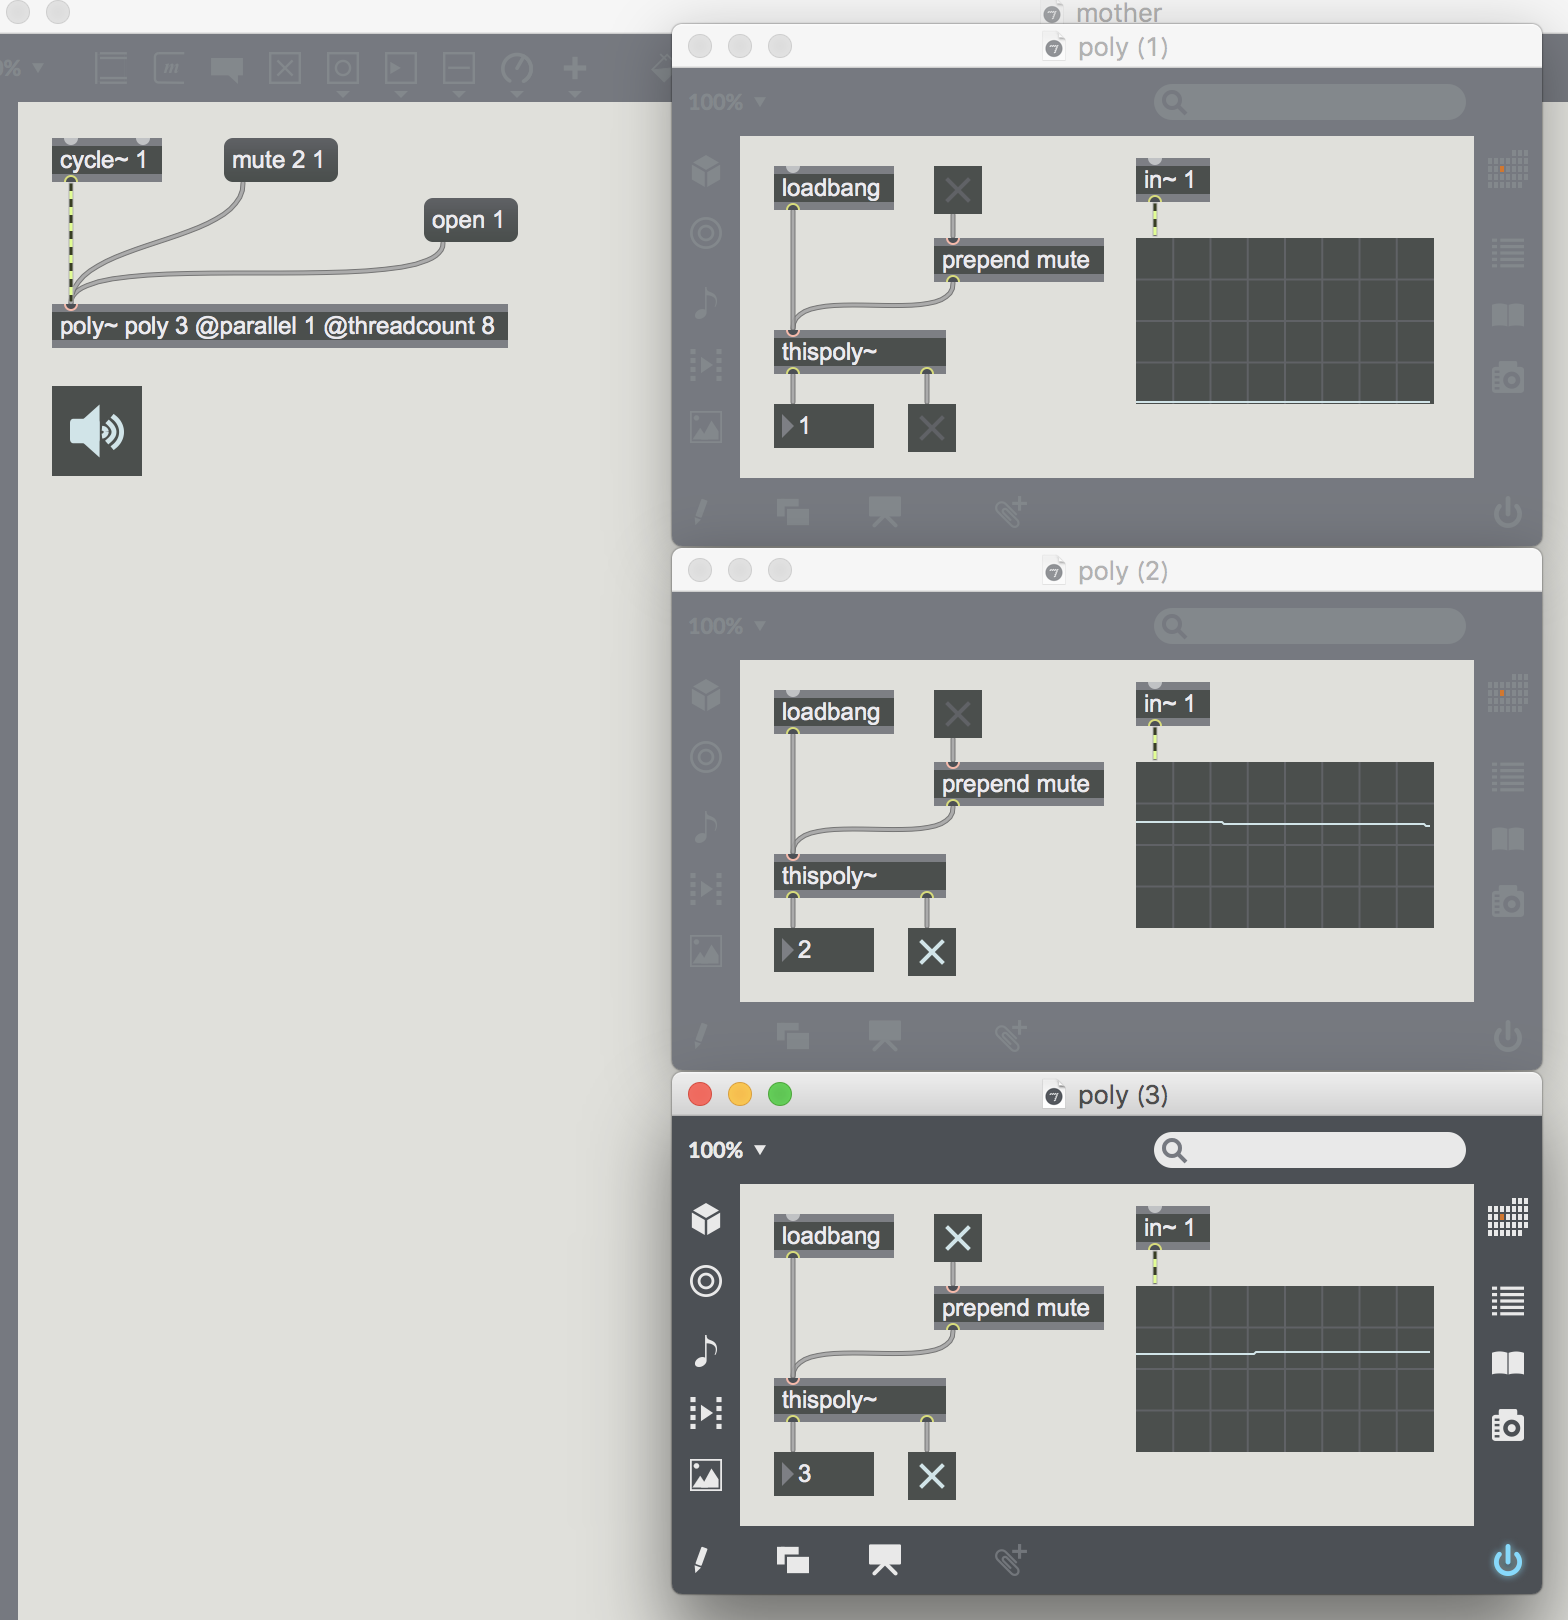 mother
0%
cycle~ 1
mute 2 1
open 1
poly~ poly 3 @parallel 1 @threadcount 8
poly (1)
100%
loadbang
in~ 1
prepend mute
thispoly~
1
poly (2)
100%
loadbang
in~ 1
prepend mute
thispoly~
2
poly (3)
100%
loadbang
in~ 1
prepend mute
thispoly~
3